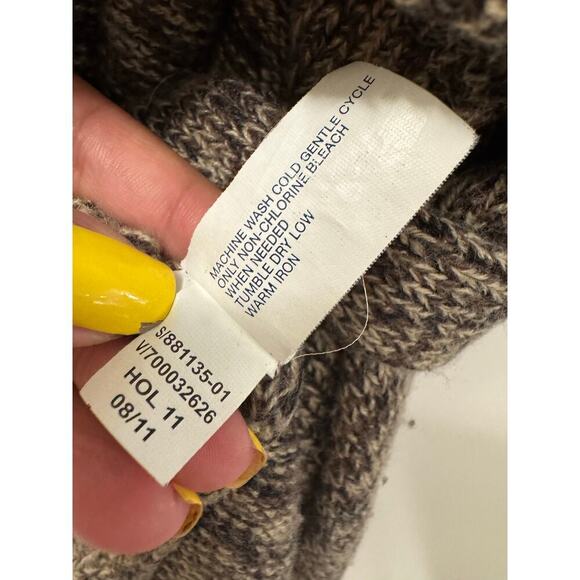 MACHINE WASH COLD GENTLE CYCLE
ONLY NON-CHLORINE BLEACH
WHEN NEEDED
TUMBLE DRY LOW
WARM IRON
S/881135-01
V/700032626
HOL 11
08/11